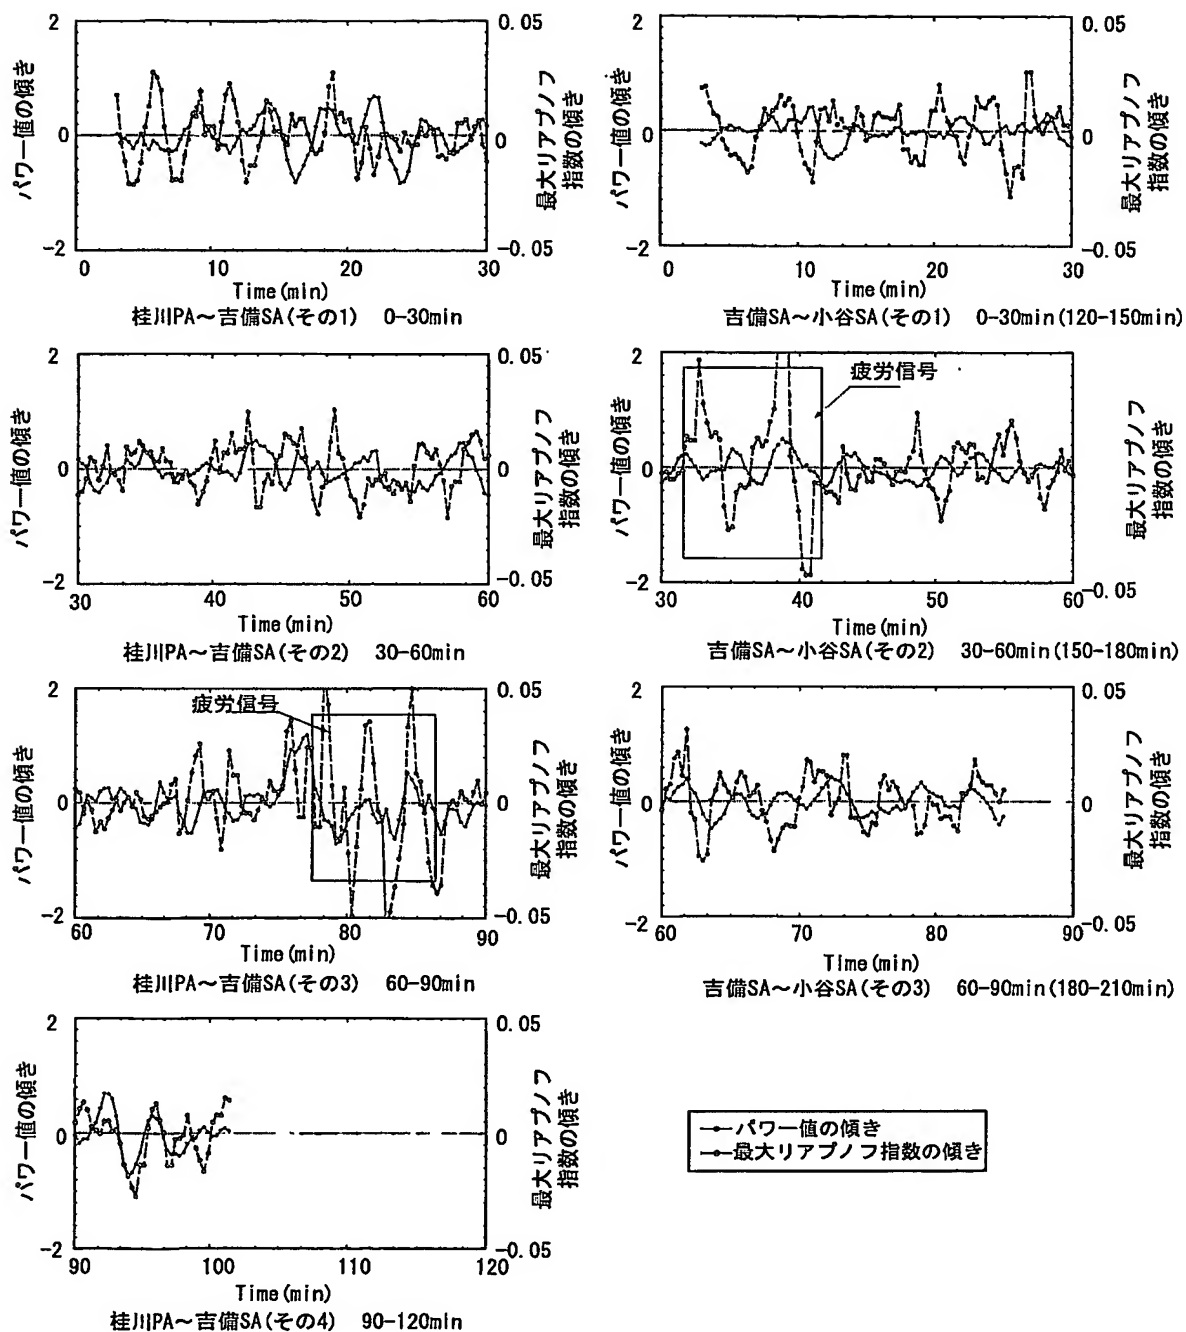 2
0
-2
パワー値の傾き
0.05
0
-0.05
最大リアプノフ
指数の傾き
0 10 20 30
Time(min)
桂川PA～吉備SA(その1) 0-30min
2
0
-2
パワー値の傾き
0.05
0
-0.05
最大リアプノフ
指数の傾き
0 10 20 30
Time(min)
吉備SA～小谷SA(その1) 0-30min(120-150min)
2
0
-2
パワー値の傾き
0.05
0
-0.05
最大リアプノフ
指数の傾き
30 40 50 60
Time(min)
桂川PA～吉備SA(その2) 30-60min
2
0
-2
パワー値の傾き
疲労信号
0.05
0
-0.05
最大リアプノフ
指数の傾き
30 40 50 60
Time(min)
吉備SA～小谷SA(その2) 30-60min(150-180min)
2
0
-2
パワー値の傾き
疲労信号
0.05
0
-0.05
最大リアプノフ
指数の傾き
60 70 80 90
Time(min)
桂川PA～吉備SA(その3) 60-90min
2
0
-2
パワー値の傾き
0.05
0
-0.05
最大リアプノフ
指数の傾き
60 70 80 90
Time(min)
吉備SA～小谷SA(その3) 60-90min(180-210min)
2
0
-2
パワー値の傾き
0.05
0
-0.05
最大リアプノフ
指数の傾き
90 100 110 120
Time(min)
桂川PA～吉備SA(その4) 90-120min
パワー値の傾き
最大リアプノフ指数の傾き